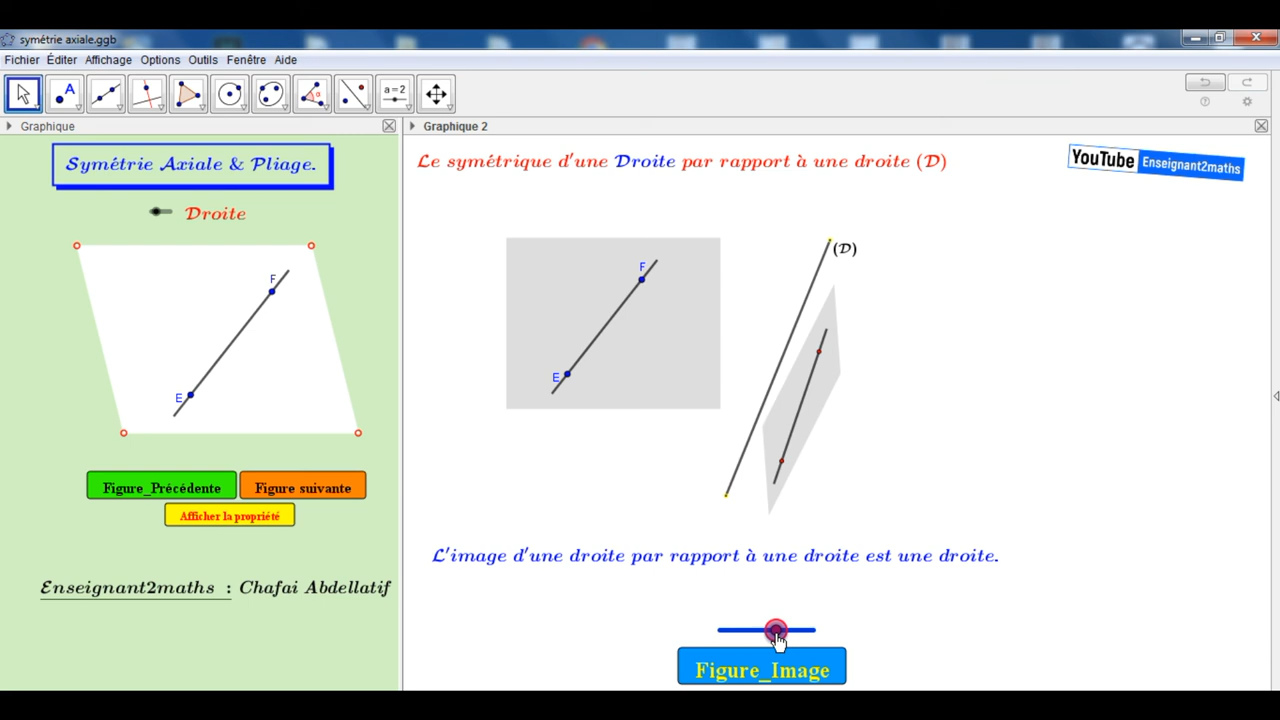 symétrie axiale.ggb
Fichier Éditer Affichage Options Outils Fenêtre Aide
A
α
a = 2
Graphique
Graphique 2
Symétrie Axiale & Pliage.
Droite
F
E
Figure_Précédente
Figure suivante
Afficher la propriété
Enseignant2maths : Chafai Abdellatif
Le symétrique d'une Droite par rapport à une droite (D)
YouTube Enseignant2maths
F
E
(D)
L'image d'une droite par rapport à une droite est une droite.
Figure_Image